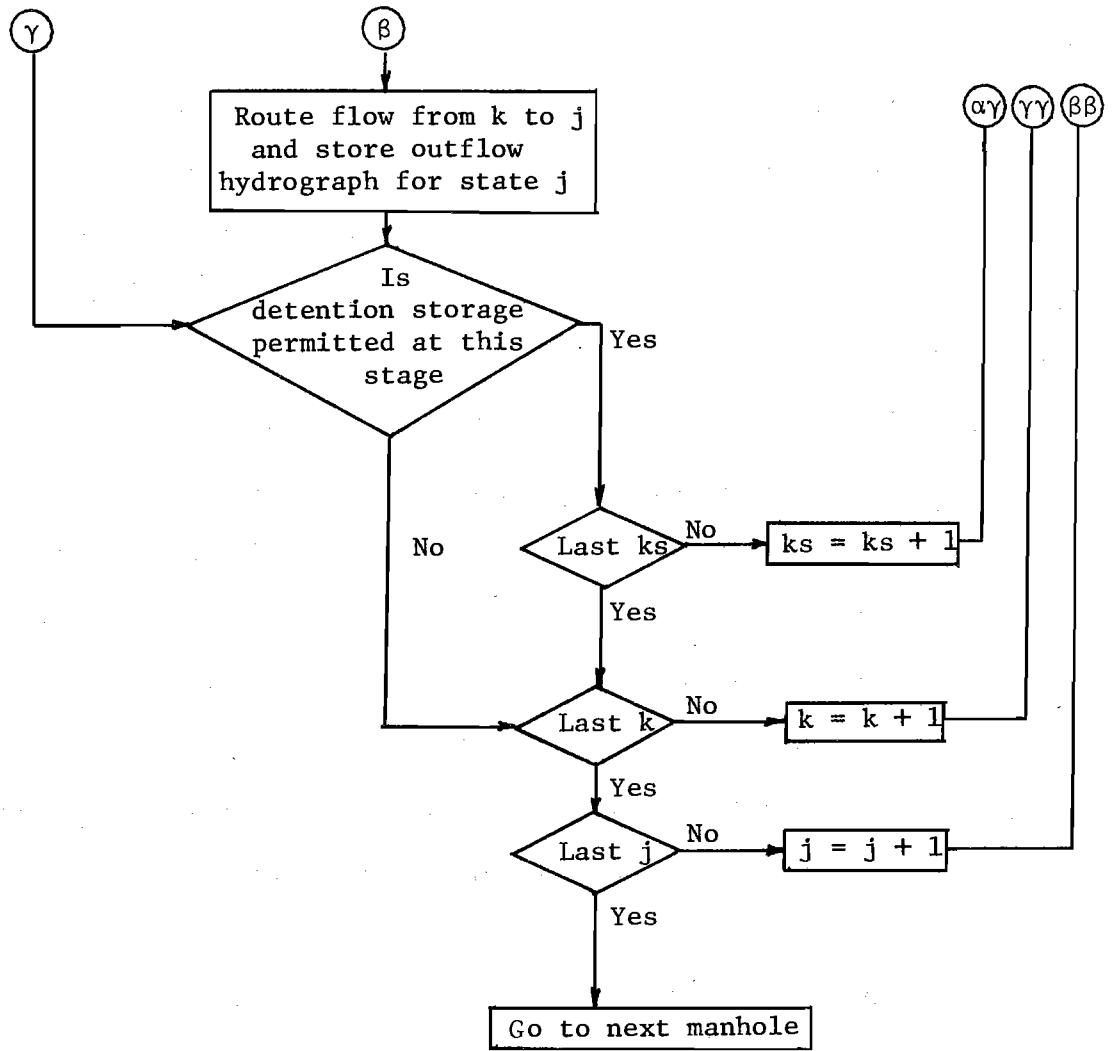 γ
β
αγ
γγ
ββ
Route flow from k to j
and store outflow
hydrograph for state j
Is
detention storage
permitted at this
stage
Yes
No
Last ks
No
ks = ks + 1
Yes
Last k
No
k = k + 1
Yes
Last j
No
j = j + 1
Yes
Go to next manhole